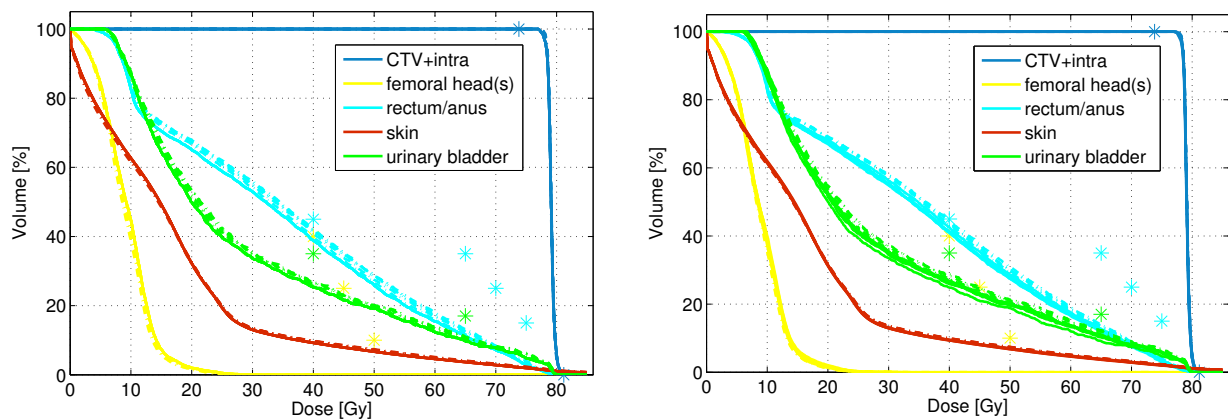 100
80
60
40
20
0
Volume [%]
0 10 20 30 40 50 60 70 80
Dose [Gy]
CTV+intra
femoral head(s)
rectum/anus
skin
urinary bladder
100
80
60
40
20
0
Volume [%]
0 10 20 30 40 50 60 70 80
Dose [Gy]
CTV+intra
femoral head(s)
rectum/anus
skin
urinary bladder